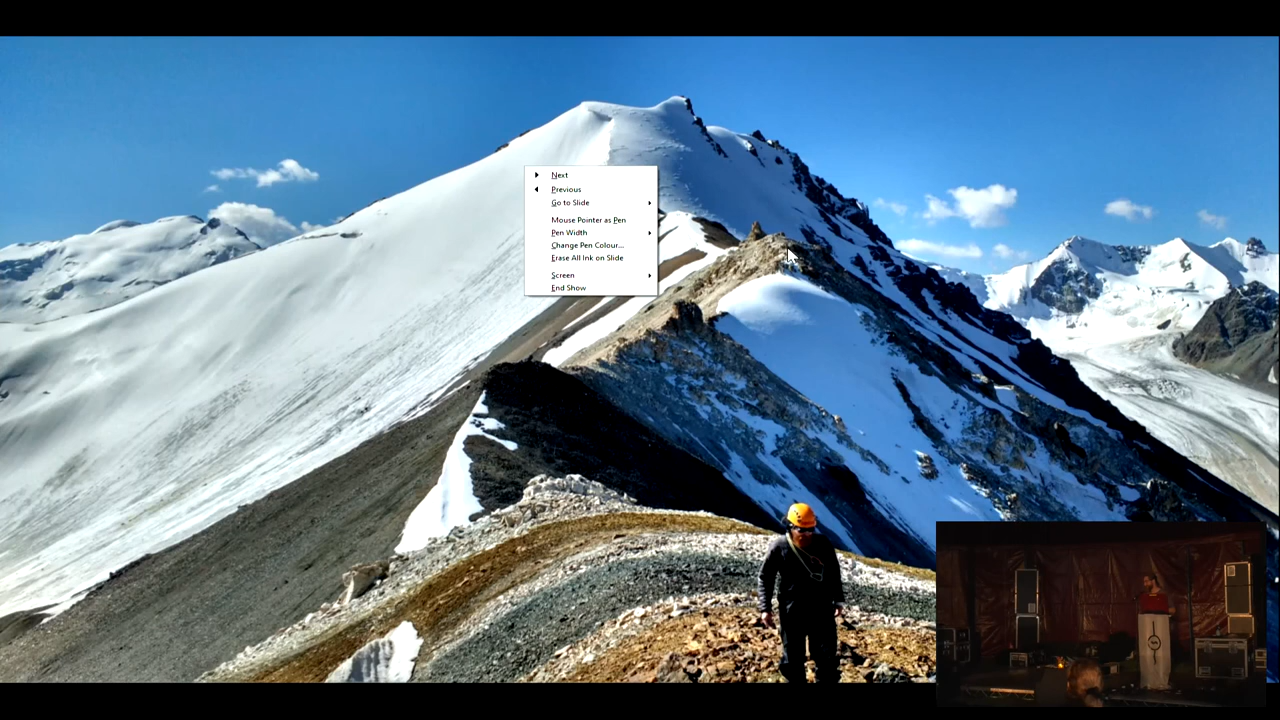 Next
Previous
Go to Slide
Mouse Pointer as Pen
Pen Width
Change Pen Colour...
Erase All Ink on Slide
Screen
End Show